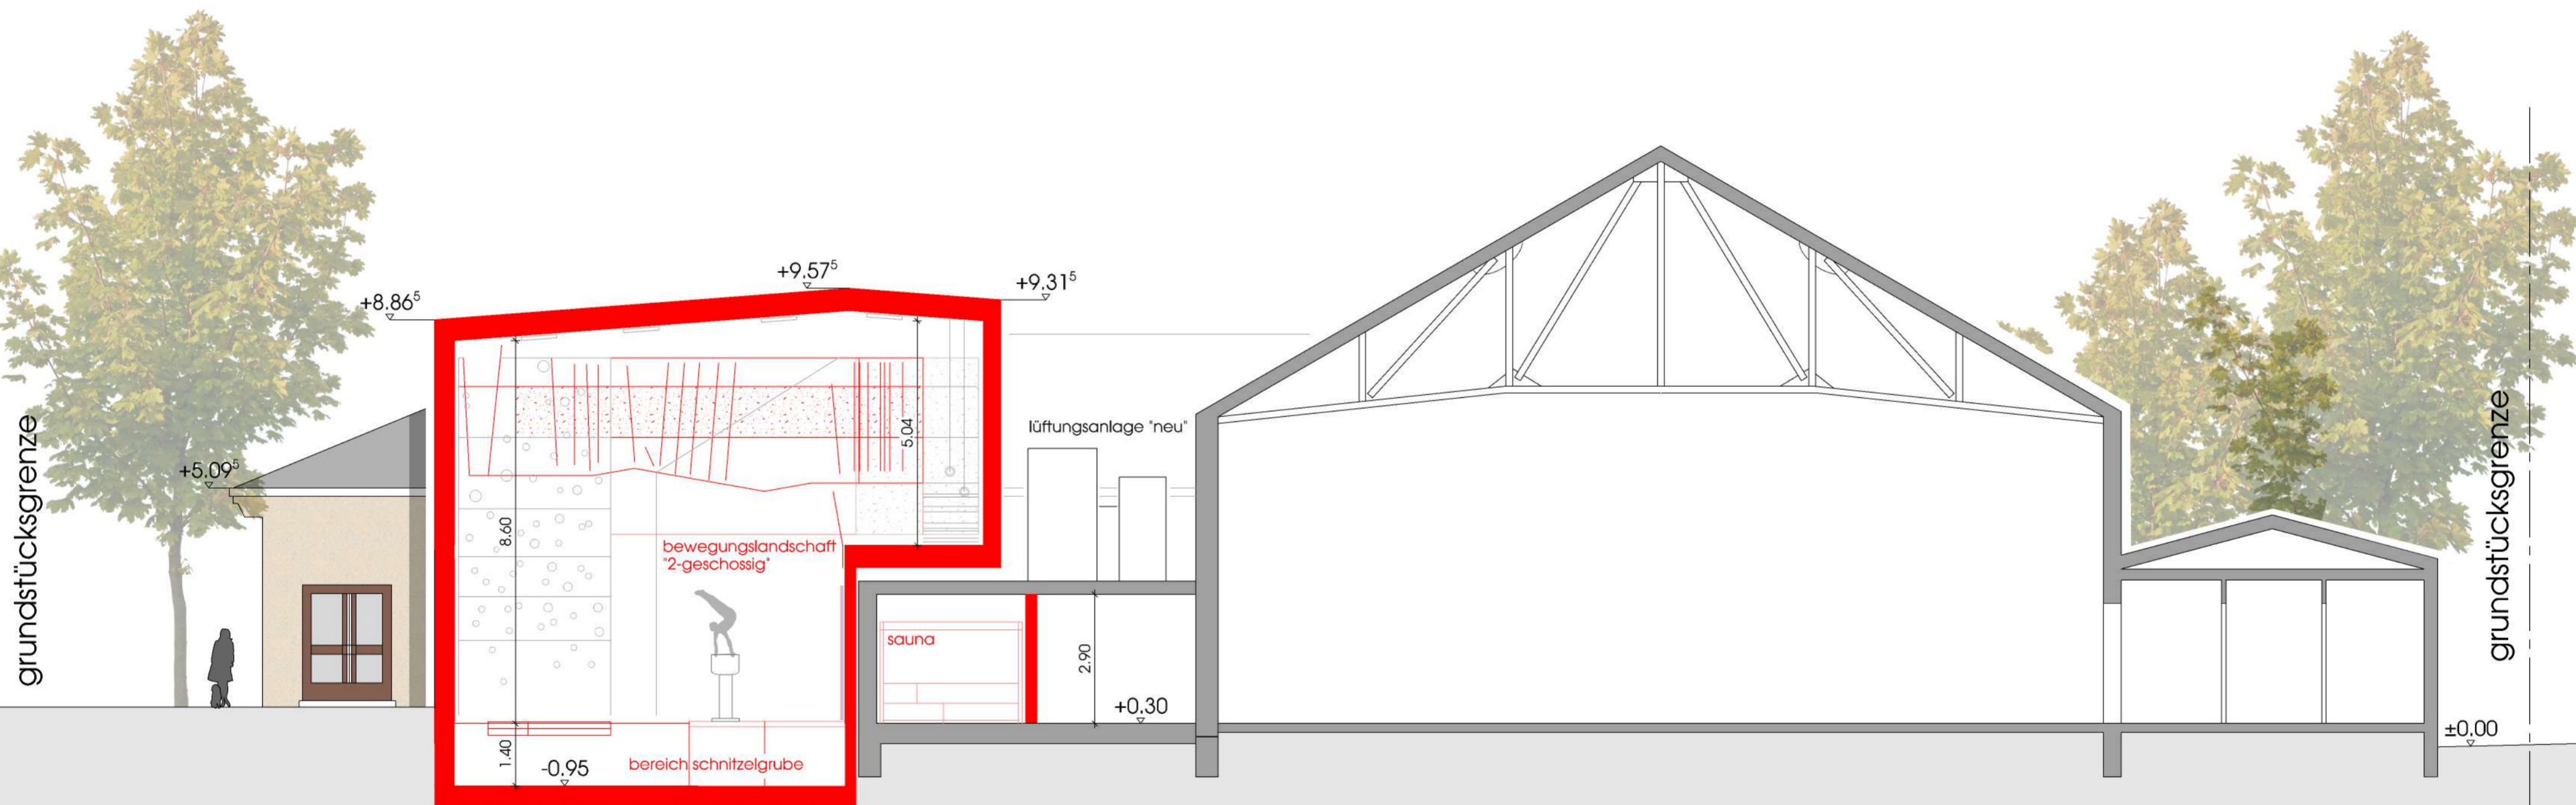 +9.57⁵
+9.31⁵
+8.86⁵
grundstücksgrenze
grundstücksgrenze
lüftungsanlage "neu"
5.04
+5.09⁵
8.60
bewegungslandschaft
"2-geschossig"
sauna
2.90
+0.30
±0.00
1.40
-0.95
bereich schnitzelgrube